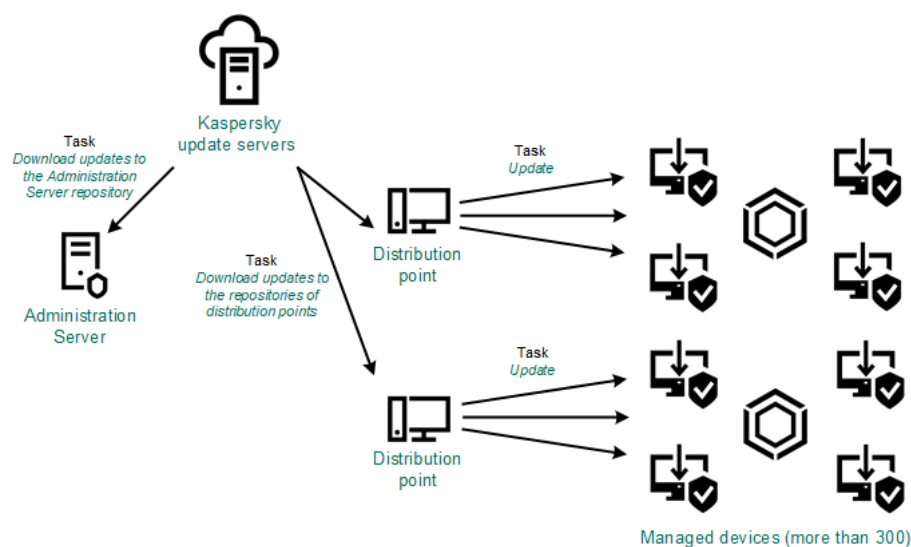 Kaspersky
update servers
Task
Download updates to
the Administration
Server repository
Administration
Server
Task
Download updates to
the repositories of
distribution points
Distribution
point
Task
Update
Distribution
point
Task
Update
Managed devices (more than 300)